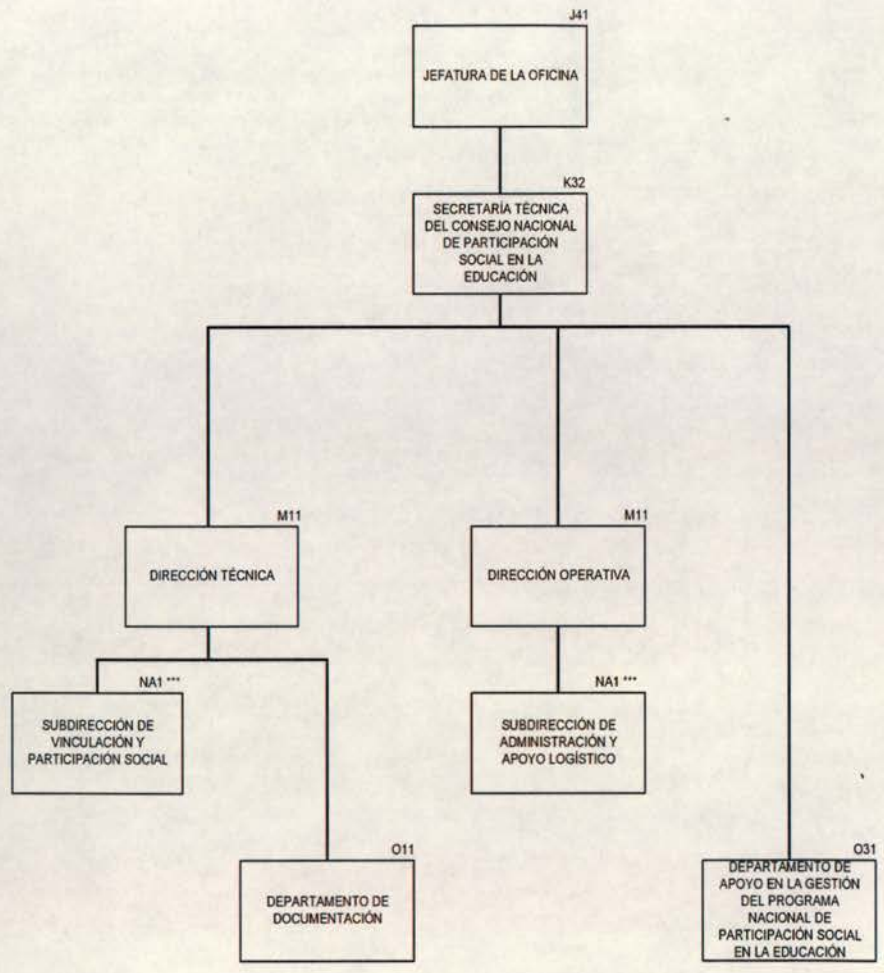 J41
JEFATURA DE LA OFICINA
K32
SECRETARÍA TÉCNICA
DEL CONSEJO NACIONAL
DE PARTICIPACIÓN
SOCIAL EN LA
EDUCACIÓN
M11
DIRECCIÓN TÉCNICA
M11
DIRECCIÓN OPERATIVA
NA1 ***
SUBDIRECCIÓN DE
VINCULACIÓN Y
PARTICIPACIÓN SOCIAL
NA1 ***
SUBDIRECCIÓN DE
ADMINISTRACIÓN Y
APOYO LOGÍSTICO
O11
DEPARTAMENTO DE
DOCUMENTACIÓN
O31
DEPARTAMENTO DE
APOYO EN LA GESTIÓN
DEL PROGRAMA
NACIONAL DE
PARTICIPACIÓN SOCIAL
EN LA EDUCACIÓN